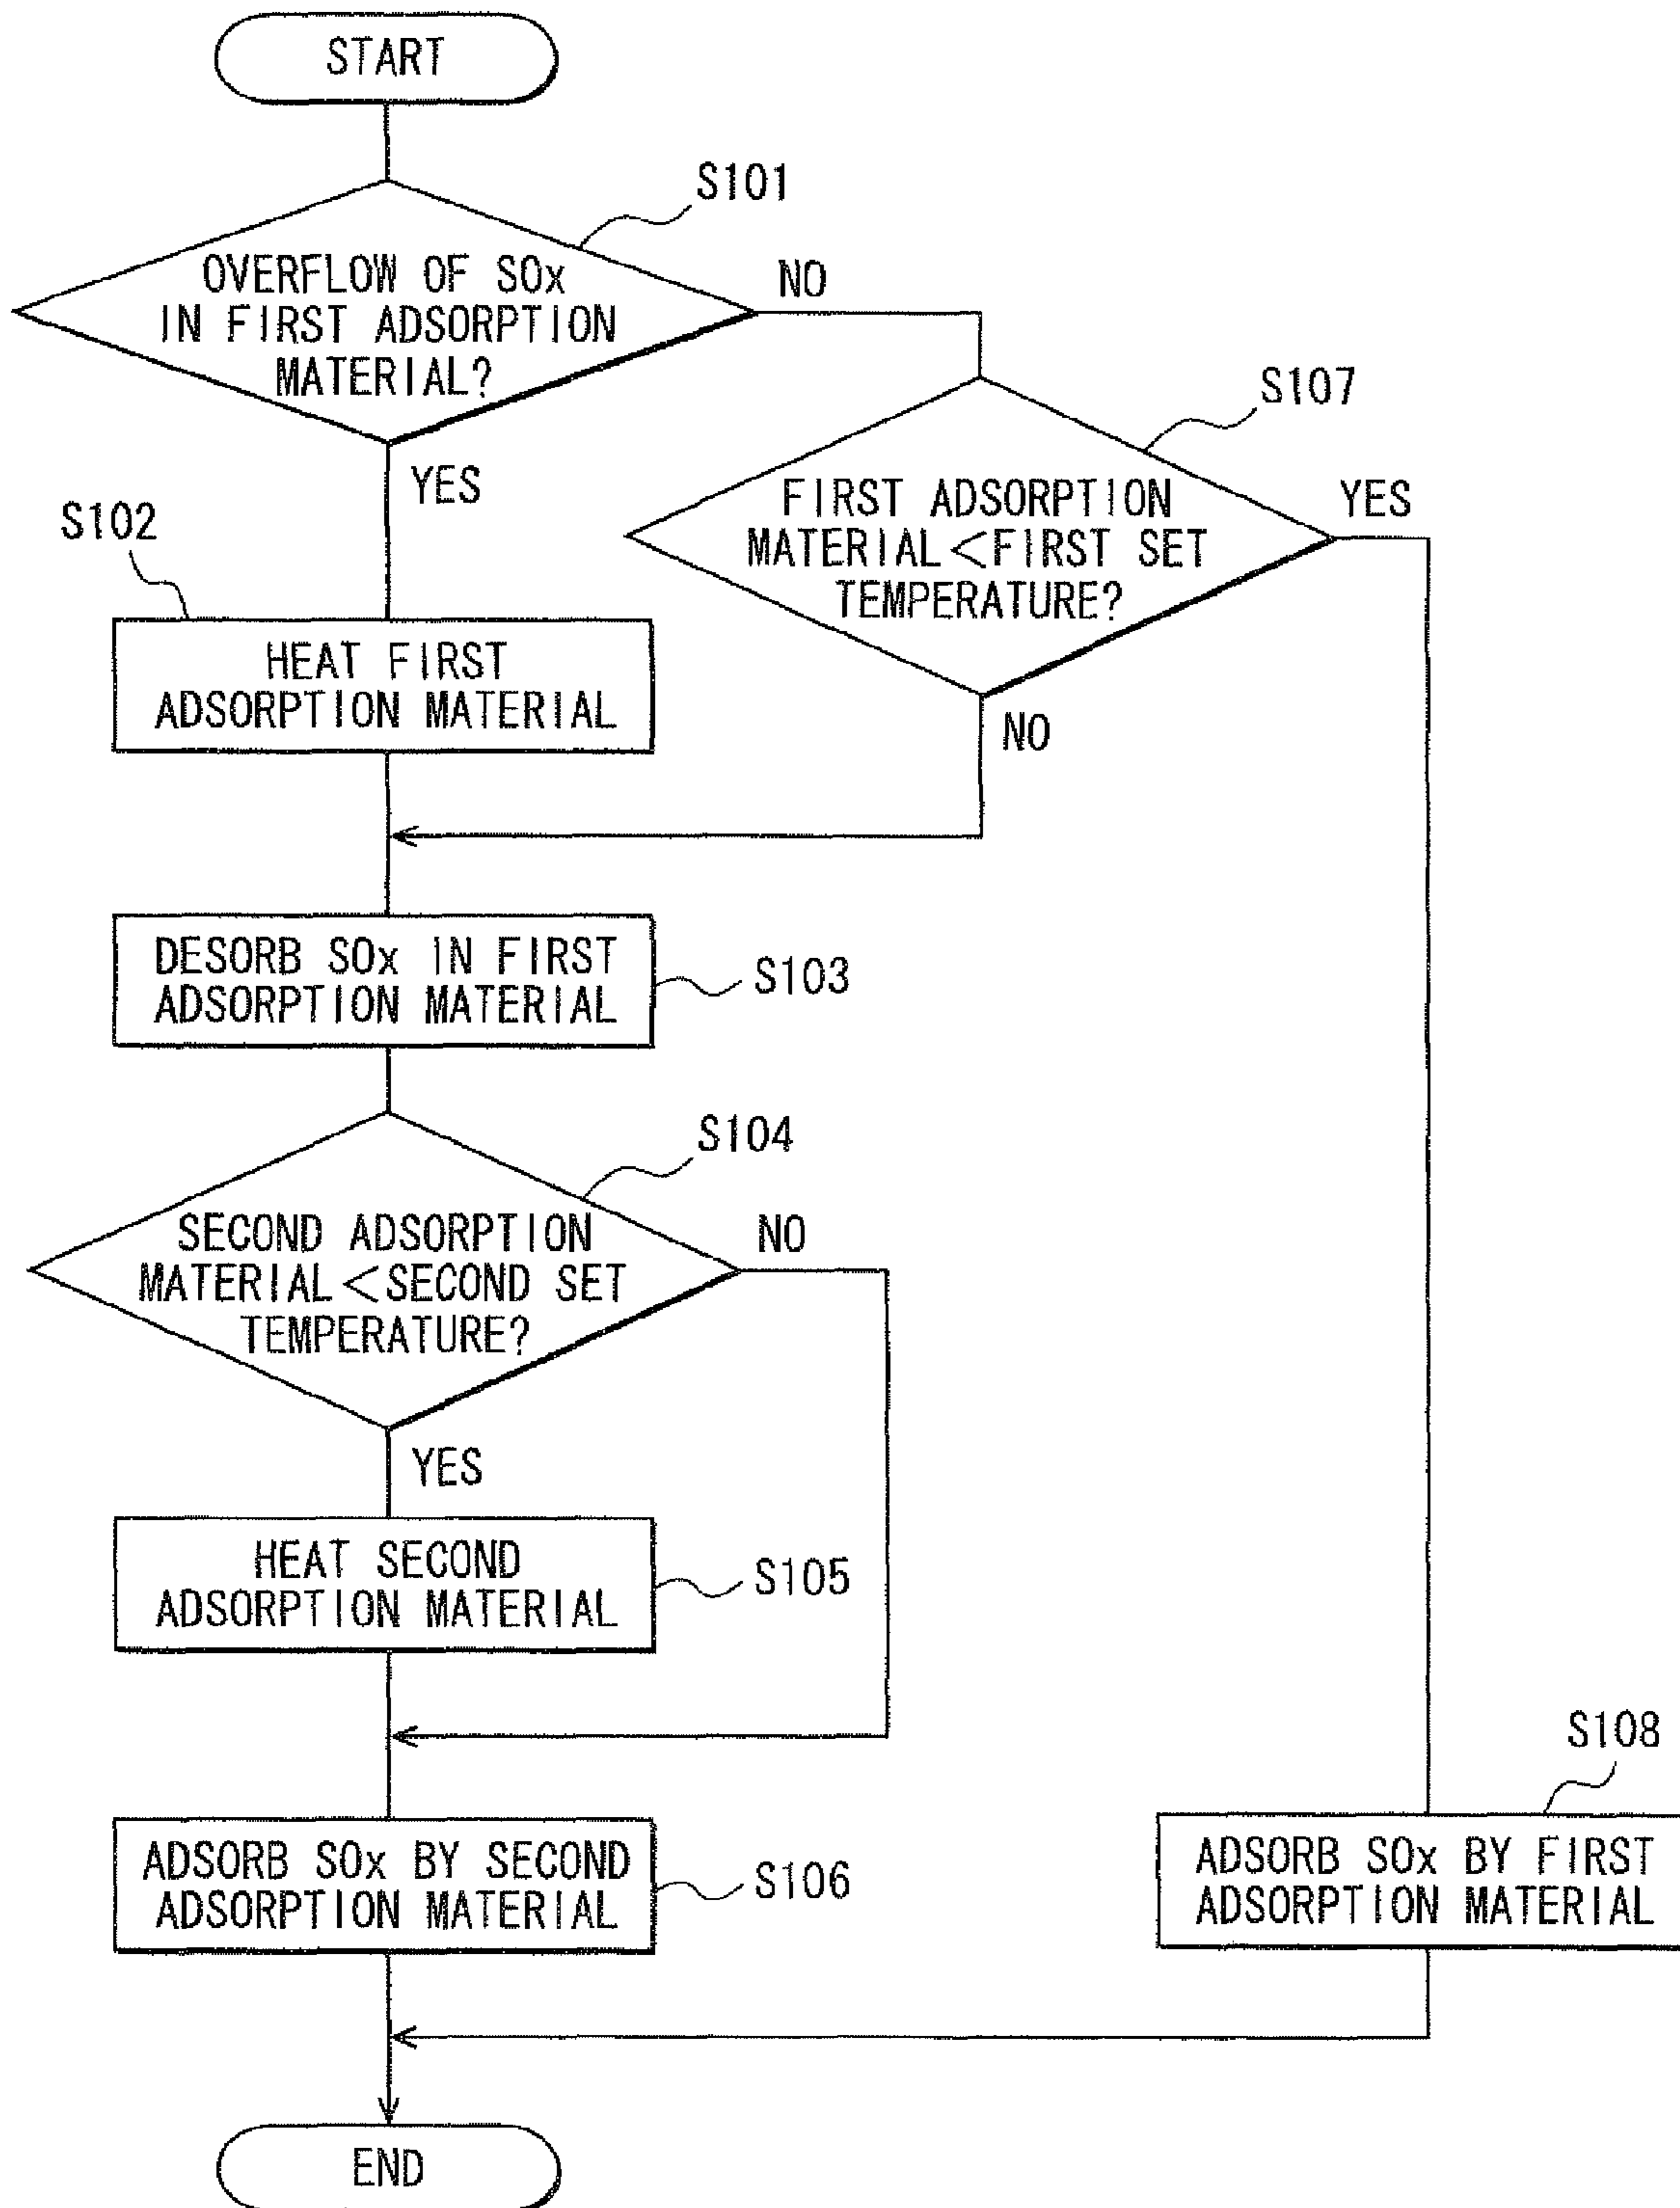 START
S101
OVERFLOW OF SOx
IN FIRST ADSORPTION
MATERIAL?
NO
YES
S107
FIRST ADSORPTION
MATERIAL<FIRST SET
TEMPERATURE?
YES
NO
S102
HEAT FIRST
ADSORPTION MATERIAL
DESORB SOx IN FIRST
ADSORPTION MATERIAL
S103
S104
SECOND ADSORPTION
MATERIAL<SECOND SET
TEMPERATURE?
NO
YES
HEAT SECOND
ADSORPTION MATERIAL
S105
ADSORB SOx BY SECOND
ADSORPTION MATERIAL
S106
S108
ADSORB SOx BY FIRST
ADSORPTION MATERIAL
END